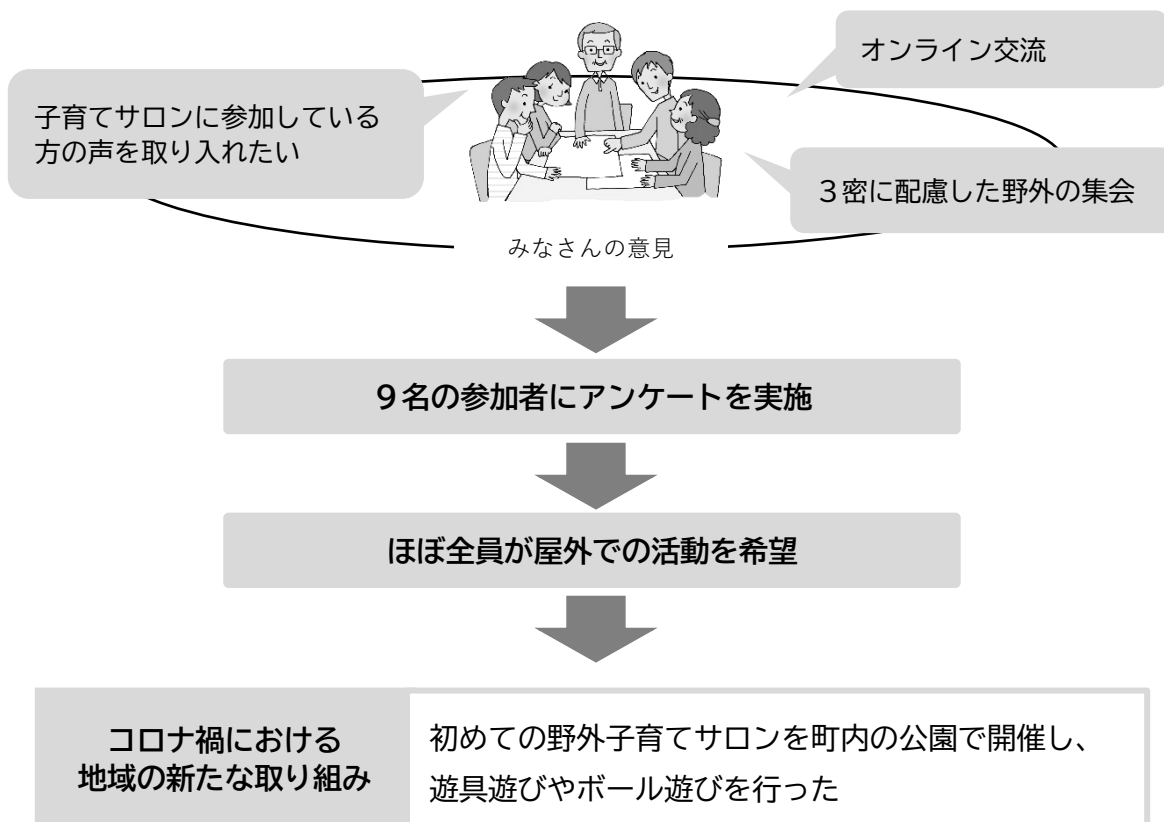 オンライン交流
子育てサロンに参加している
方の声を取り入れたい
３密に配慮した野外の集会
みなさんの意見
９名の参加者にアンケートを実施
ほぼ全員が屋外での活動を希望
コロナ禍における
地域の新たな取り組み
初めての野外子育てサロンを町内の公園で開催し、
遊具遊びやボール遊びを行った